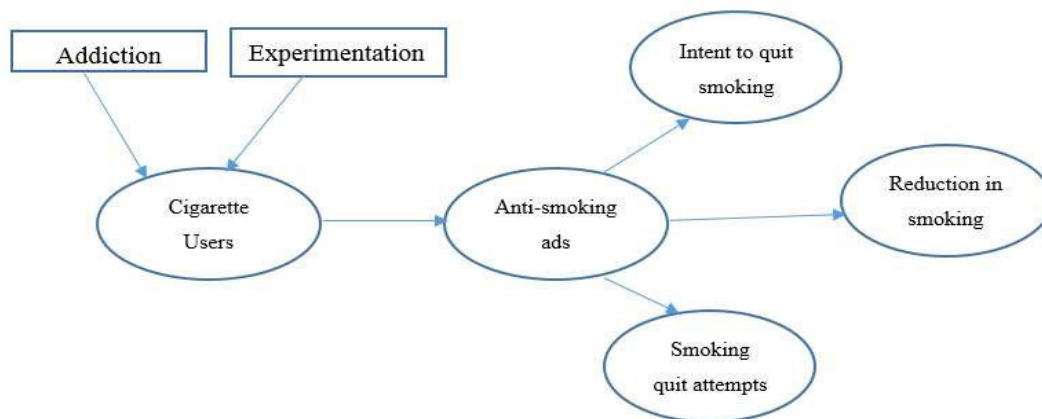 Addiction
Experimentation
Intent to quit
smoking
Cigarette
Users
Anti-smoking
ads
Reduction in
smoking
Smoking
quit attempts